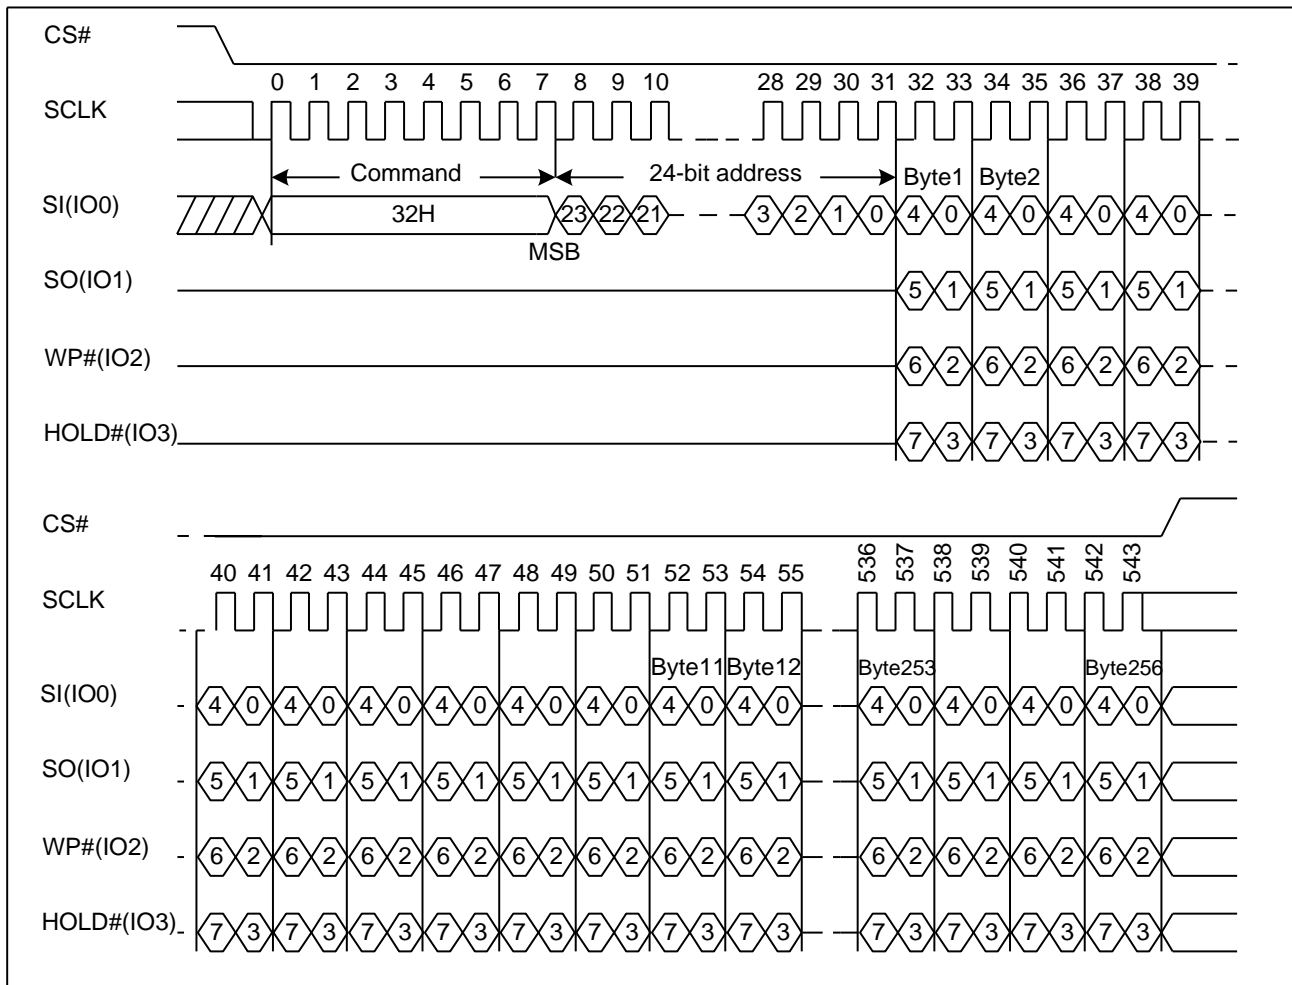 CS#
0 1 2 3 4 5 6 7 8 9 10 28 29 30 31 32 33 34 35 36 37 38 39
SCLK
Command 24-bit address Byte1 Byte2
SI(IO0) 32H 23 22 21 3 2 1 0 4 0 4 0 4 0 4 0
MSB
SO(IO1) 5 1 5 1 5 1 5 1
WP#(IO2) 6 2 6 2 6 2 6 2
HOLD#(IO3) 7 3 7 3 7 3 7 3
CS#
40 41 42 43 44 45 46 47 48 49 50 51 52 53 54 55 536 537 538 539 540 541 542 543
SCLK
Byte11 Byte12 Byte253 Byte256
SI(IO0) 4 0 4 0 4 0 4 0 4 0 4 0 4 0 4 0 4 0 4 0 4 0 4 0
SO(IO1) 5 1 5 1 5 1 5 1 5 1 5 1 5 1 5 1 5 1 5 1 5 1 5 1
WP#(IO2) 6 2 6 2 6 2 6 2 6 2 6 2 6 2 6 2 6 2 6 2 6 2 6 2
HOLD#(IO3) 7 3 7 3 7 3 7 3 7 3 7 3 7 3 7 3 7 3 7 3 7 3 7 3